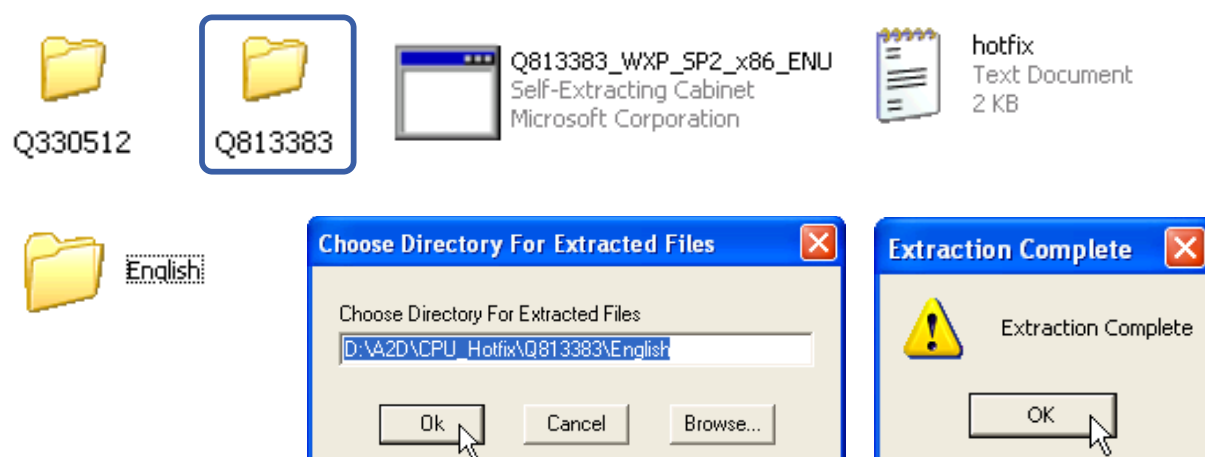 Q330512
Q813383
Q813383_WXP_SP2_x86_ENU
Self-Extracting Cabinet
Microsoft Corporation
hotfix
Text Document
2 KB
English
Choose Directory For Extracted Files
Choose Directory For Extracted Files
D:\A2D\CPU_Hotfix\Q813383\English
Ok
Cancel
Browse...
Extraction Complete
Extraction Complete
OK